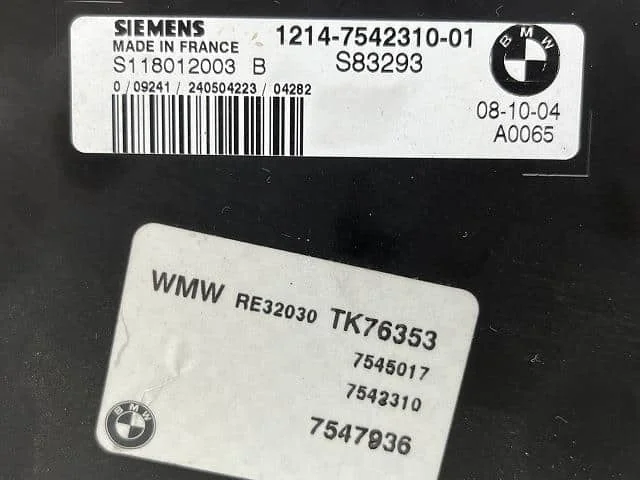 SIEMENS
MADE IN FRANCE
S118012003 B
0 / 09241 / 240504223 / 04282
1214-7542310-01
S83293
BMW
08-10-04
A0065
WMW RE32030 TK76353
7545017
7542310
7547936
BMW